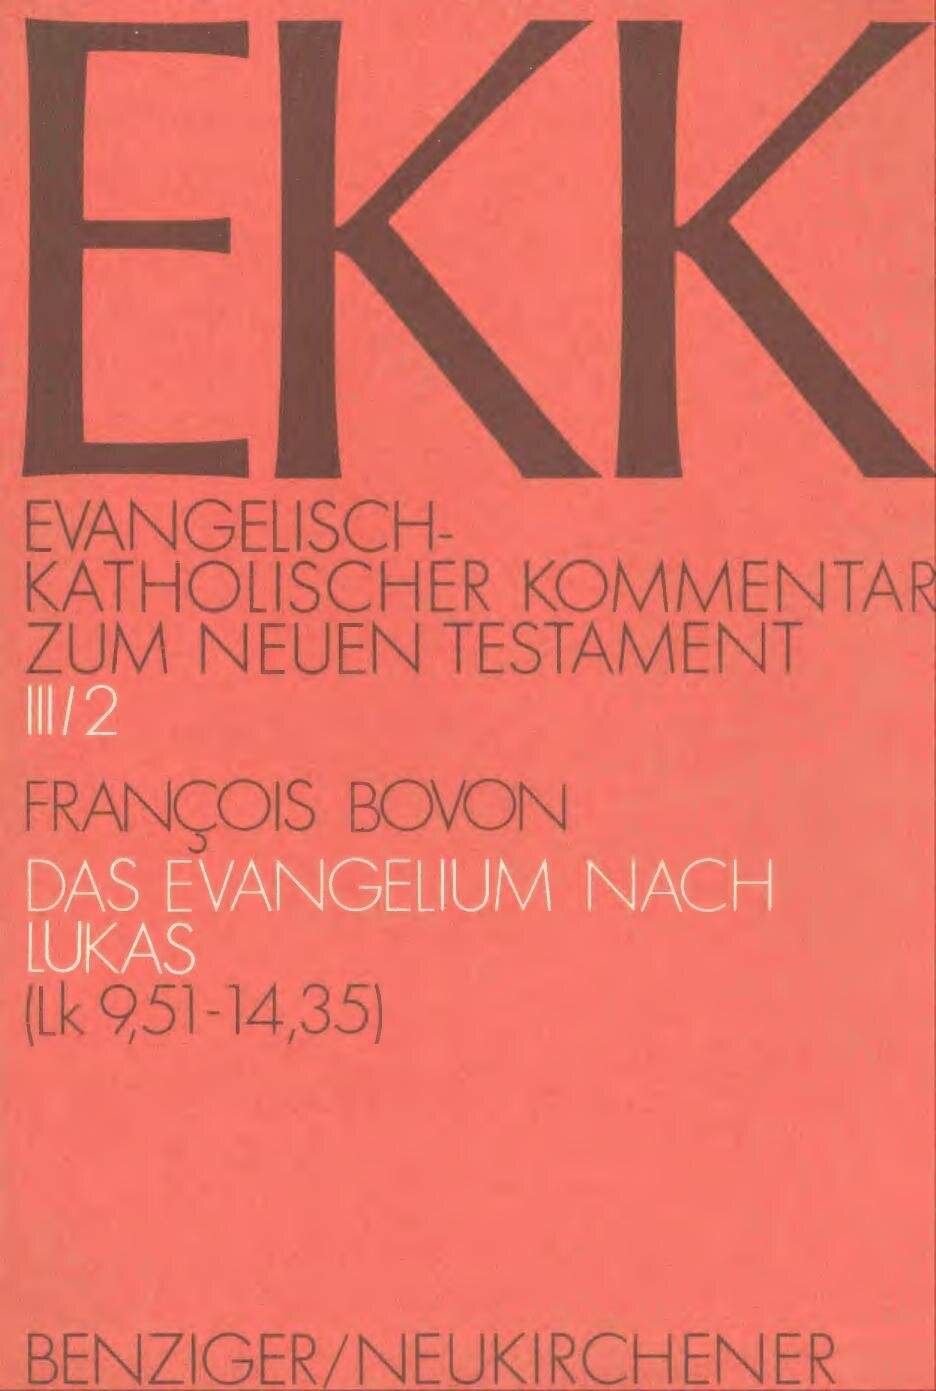 EKK
EVANGELISCH-
KATHOLISCHER KOMMENTAR
ZUM NEUEN TESTAMENT
III/2
FRANÇOIS BOVON
DAS EVANGELIUM NACH
LUKAS
(Lk 9,51-14,35)
BENZIGER/NEUKIRCHENER